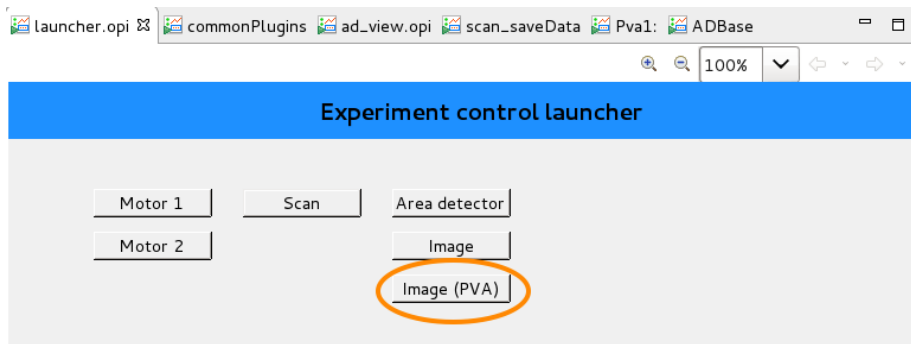 launcher.opi commonPlugins ad_view.opi scan_saveData Pva1: ADBase
100%
Experiment control launcher
Motor 1 Scan Area detector
Motor 2 Image
Image (PVA)